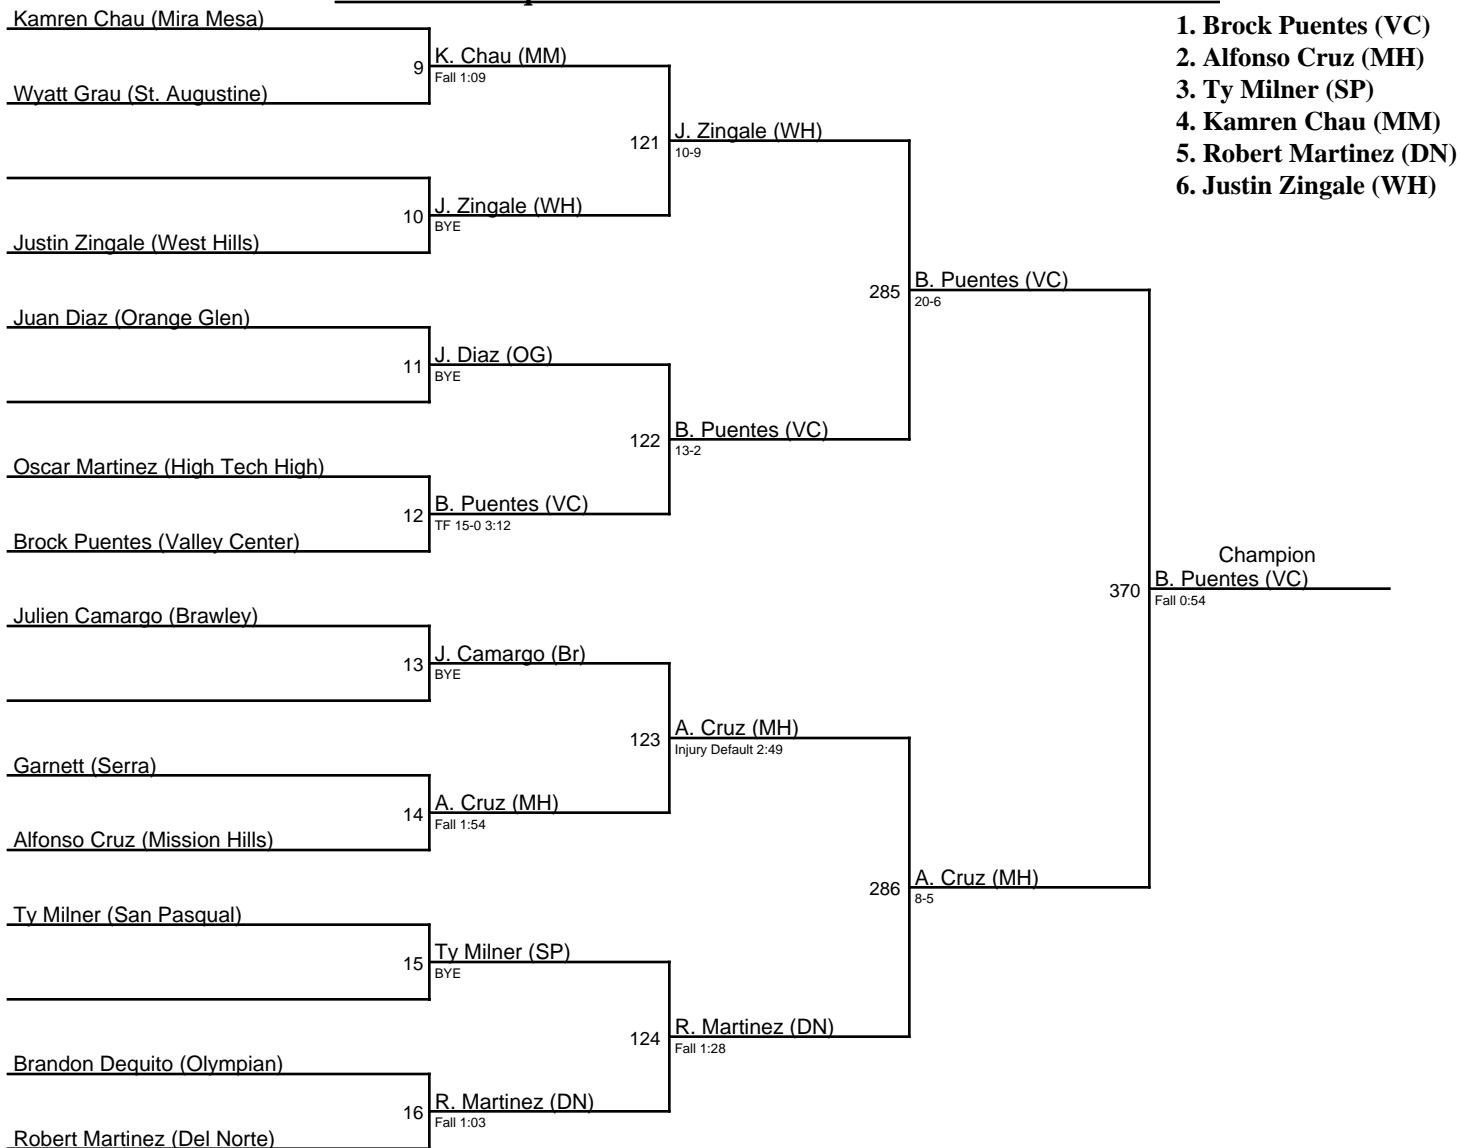 Kamren Chau (Mira Mesa)
9
K. Chau (MM)
Fall 1:09
Wyatt Grau (St. Augustine)
121
J. Zingale (WH)
10-9
10
J. Zingale (WH)
BYE
Justin Zingale (West Hills)
285
B. Puentes (VC)
20-6
Juan Diaz (Orange Glen)
11
J. Diaz (OG)
BYE
122
B. Puentes (VC)
13-2
Oscar Martinez (High Tech High)
12
B. Puentes (VC)
TF 15-0 3:12
Brock Puentes (Valley Center)
Champion
370
B. Puentes (VC)
Fall 0:54
Julien Camargo (Brawley)
13
J. Camargo (Br)
BYE
123
A. Cruz (MH)
Injury Default 2:49
Garnett (Serra)
14
A. Cruz (MH)
Fall 1:54
Alfonso Cruz (Mission Hills)
286
A. Cruz (MH)
8-5
Ty Milner (San Pasqual)
15
Ty Milner (SP)
BYE
124
R. Martinez (DN)
Fall 1:28
Brandon Dequito (Olympian)
16
R. Martinez (DN)
Fall 1:03
Robert Martinez (Del Norte)
1. Brock Puentes (VC)
2. Alfonso Cruz (MH)
3. Ty Milner (SP)
4. Kamren Chau (MM)
5. Robert Martinez (DN)
6. Justin Zingale (WH)